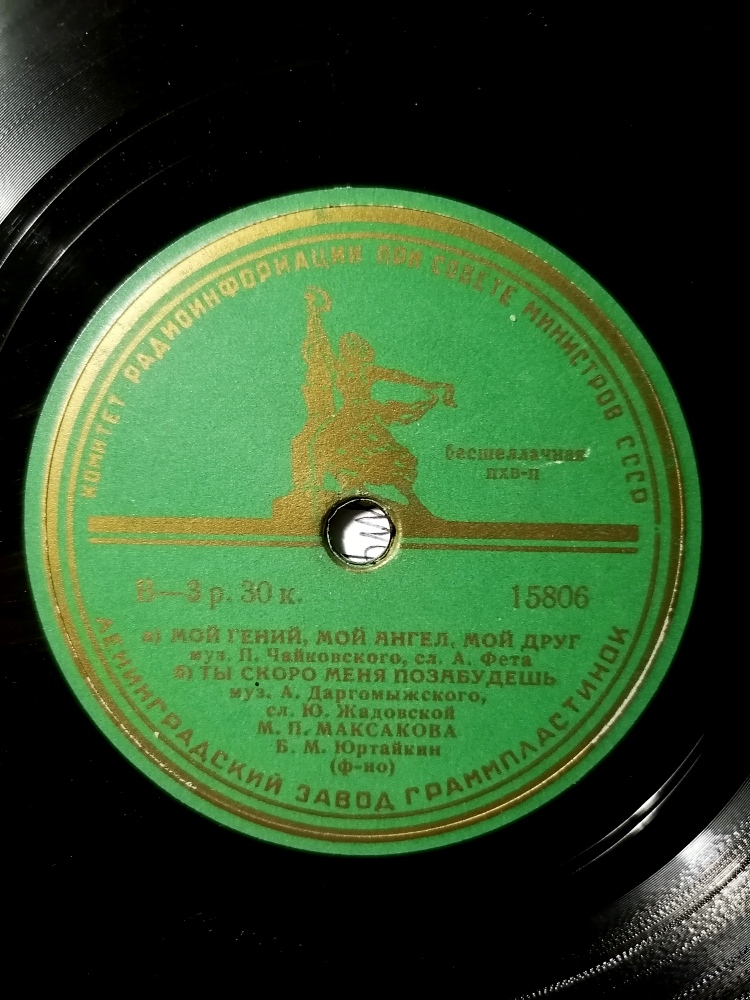 КОМИТЕТ РАДИОИНФОРМАЦИИ ПРИ СОВЕТЕ МИНИСТРОВ СССР
бесшеллачная
пхв-п
В—3 р. 30 к.
15806
а) МОЙ ГЕНИЙ, МОЙ АНГЕЛ, МОЙ ДРУГ
муз. П. Чайковского, сл. А. Фета
б) ТЫ СКОРО МЕНЯ ПОЗАБУДЕШЬ
муз. А. Даргомыжского,
сл. Ю. Жадовской
М. П. МАКСАКОВА
Б. М. Юртайкин
(ф-но)
ЛЕНИНГРАДСКИЙ ЗАВОД ГРАММПЛАСТИНОК